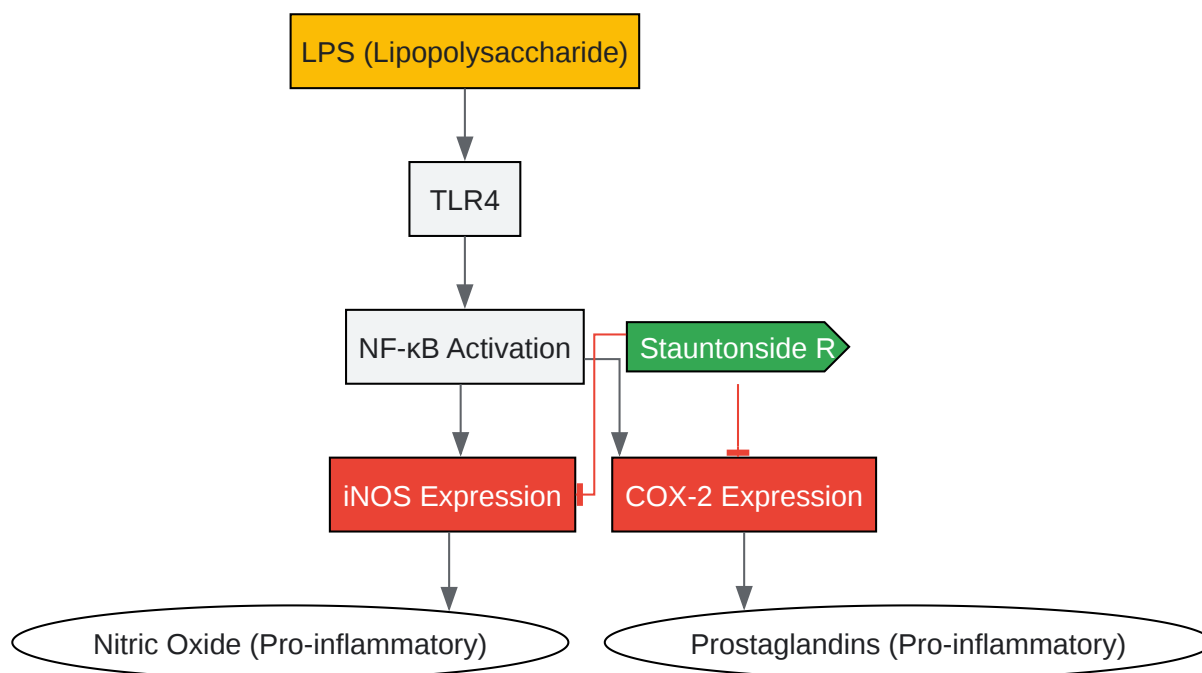 LPS (Lipopolysaccharide)
TLR4
NF-κB Activation
Stauntonside R
iNOS Expression
COX-2 Expression
Nitric Oxide (Pro-inflammatory)
Prostaglandins (Pro-inflammatory)